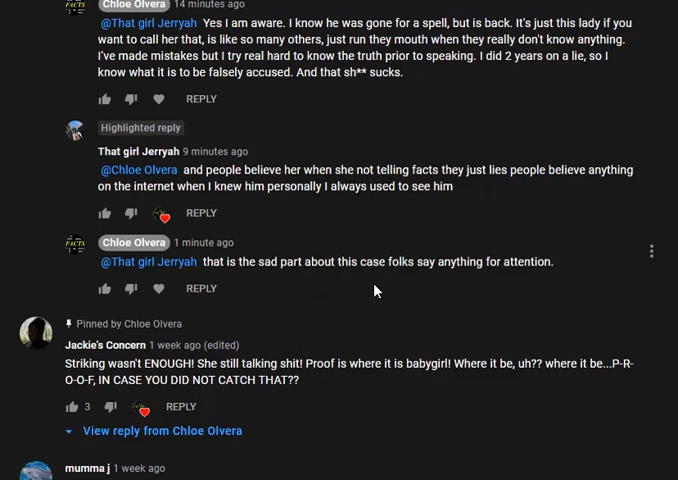 Chloe Olvera 14 minutes ago
@That girl Jerryah Yes I am aware. I know he was gone for a spell, but is back. It's just this lady if you
want to call her that, is like so many others, just run they mouth when they really don't know anything.
I've made mistakes but I try real hard to know the truth prior to speaking. I did 2 years on a lie, so I
know what it is to be falsely accused. And that sh** sucks.
REPLY
Highlighted reply
That girl Jerryah 9 minutes ago
@Chloe Olvera and people believe her when she not telling facts they just lies people believe anything
on the internet when I knew him personally I always used to see him
REPLY
FACTS
Chloe Olvera 1 minute ago
@That girl Jerryah that is the sad part about this case folks say anything for attention.
REPLY
Pinned by Chloe Olvera
Jackie's Concern 1 week ago (edited)
Striking wasn't ENOUGH! She still talking shit! Proof is where it is babygirl! Where it be, uh?? where it be...P-R-
O-O-F, IN CASE YOU DID NOT CATCH THAT??
3 REPLY
View reply from Chloe Olvera
mumma j 1 week ago